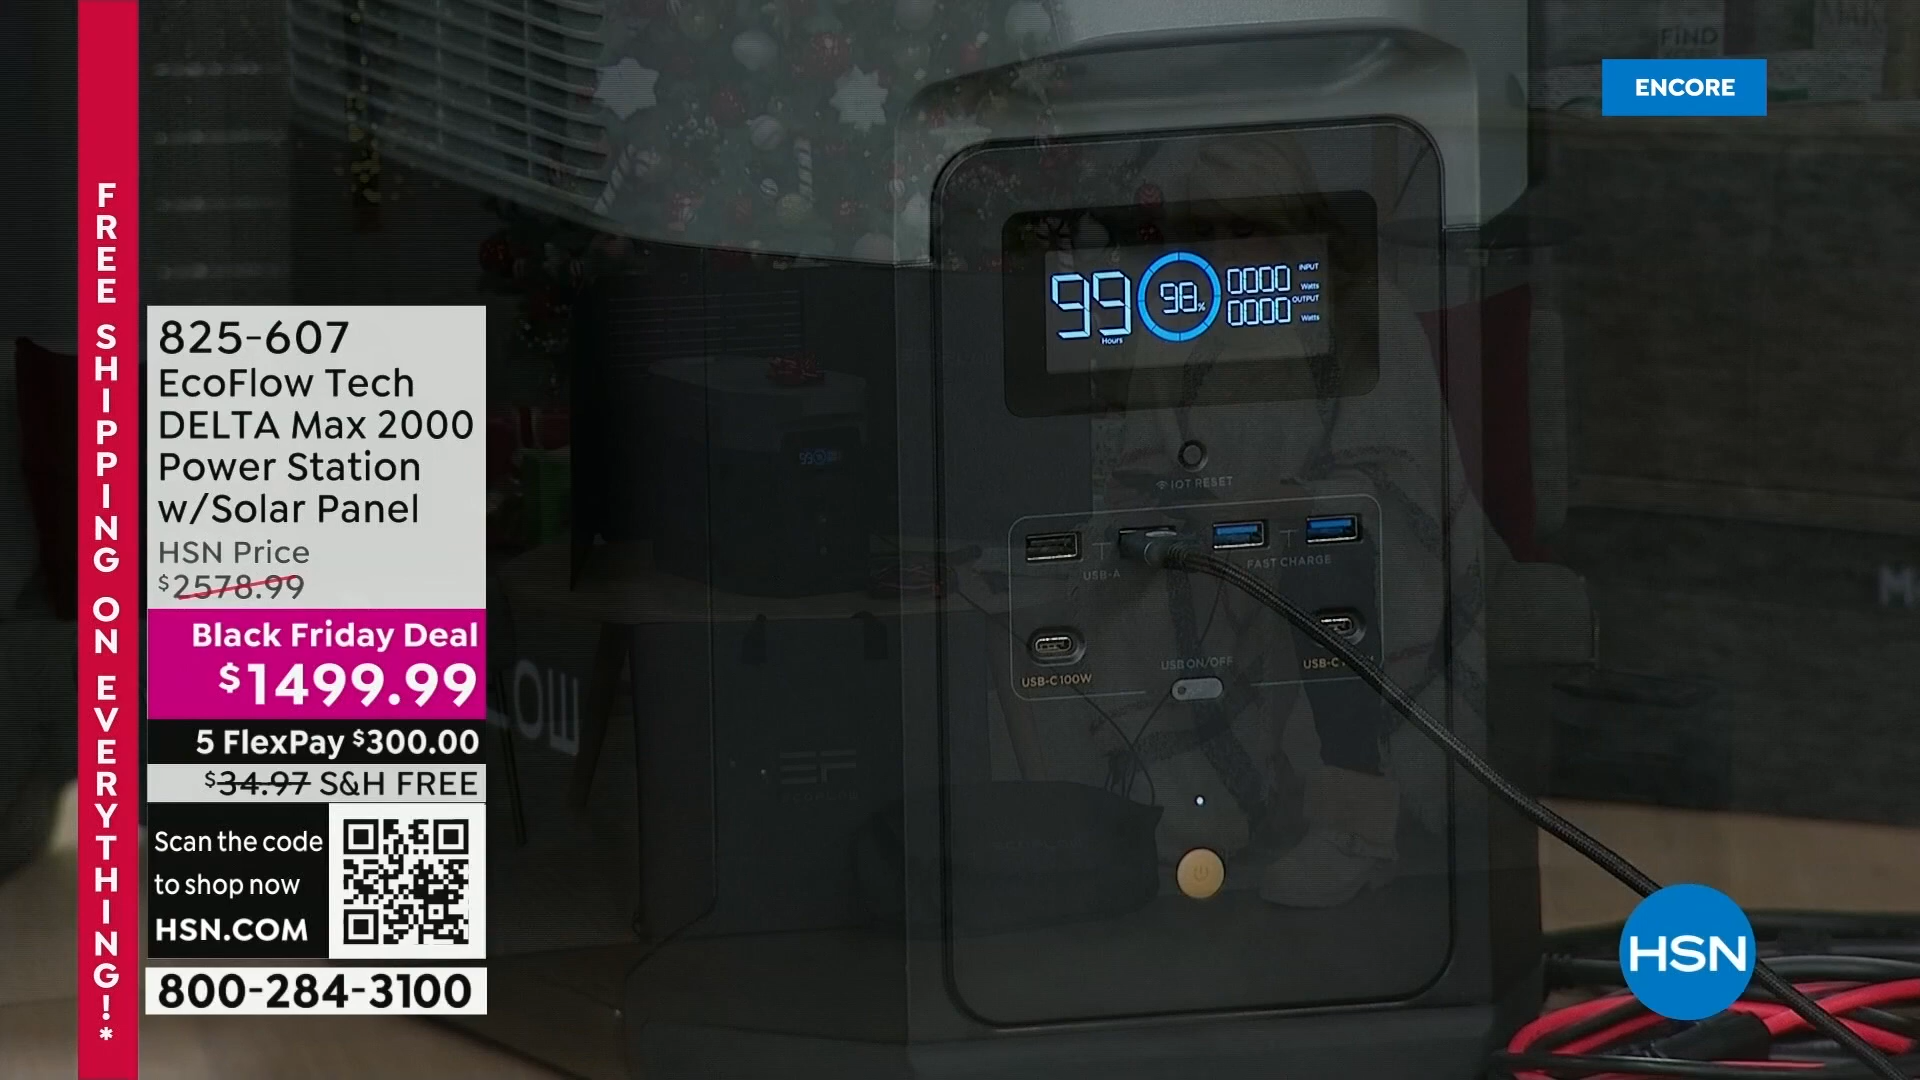 FREE SHIPPING ON EVERYTHING!*
825-607
EcoFlow Tech
DELTA Max 2000
Power Station
w/Solar Panel
HSN Price
$2578.99
Black Friday Deal
$1499.99
5 FlexPay $300.00
$34.97 S&H FREE
Scan the code
to shop now
HSN.COM
800-284-3100
ENCORE
FIND
99
Hours
98%
0000
INPUT
Watts
0000
OUTPUT
Watts
IOT RESET
USB-A
FAST CHARGE
USB-C 100W
USB ON/OFF
HSN